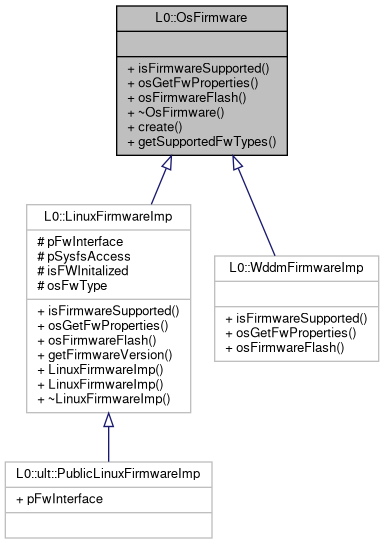 L0::OsFirmware
+ isFirmwareSupported()
+ osGetFwProperties()
+ osFirmwareFlash()
+ ~OsFirmware()
+ create()
+ getSupportedFwTypes()
L0::LinuxFirmwareImp
# pFwInterface
# pSysfsAccess
# isFWInitalized
# osFwType
+ isFirmwareSupported()
+ osGetFwProperties()
+ osFirmwareFlash()
+ getFirmwareVersion()
+ LinuxFirmwareImp()
+ LinuxFirmwareImp()
+ ~LinuxFirmwareImp()
L0::WddmFirmwareImp
+ isFirmwareSupported()
+ osGetFwProperties()
+ osFirmwareFlash()
L0::ult::PublicLinuxFirmwareImp
+ pFwInterface